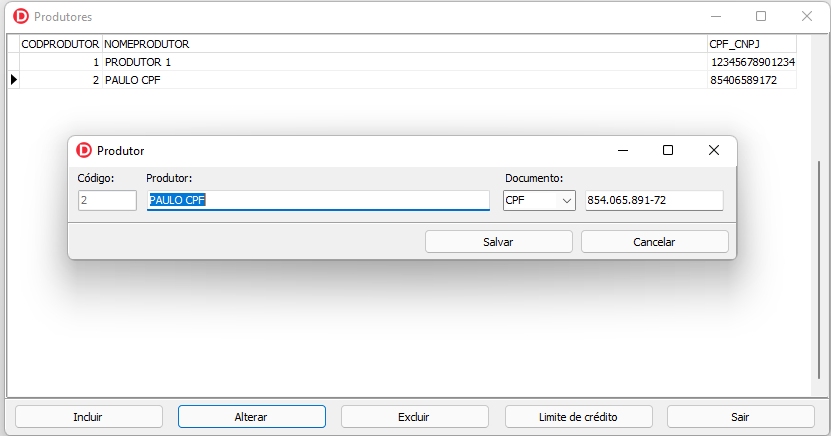 Produtores
CODPRODUTOR NOMEPRODUTOR CPF_CNPJ
1 PRODUTOR 1 12345678901234
2 PAULO CPF 85406589172
Produtor
Código: Produtor: Documento:
2 PAULO CPF CPF 854.065.891-72
Salvar Cancelar
Incluir Alterar Excluir Limite de crédito Sair